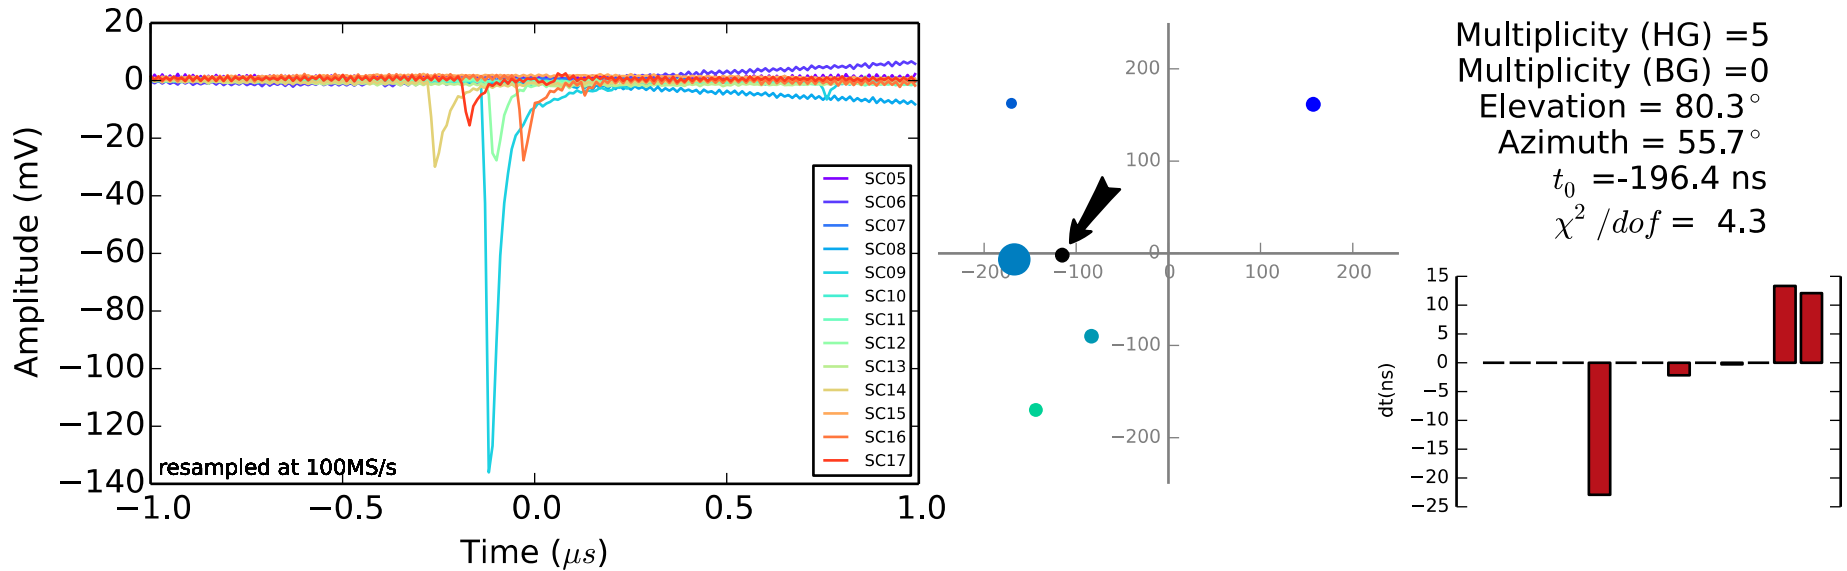 20
0
−20
−40
−60
−80
−100
−120
−140
Amplitude (mV)
−1.0
−0.5
0.0
0.5
1.0
Time (μs)
resampled at 100MS/s
SC05
SC06
SC07
SC08
SC09
SC10
SC11
SC12
SC13
SC14
SC15
SC16
SC17
200
100
0
−100
−200
−200
−100
0
100
200
Multiplicity (HG) =5
Multiplicity (BG) =0
Elevation = 80.3°
Azimuth = 55.7°
t₀ =-196.4 ns
χ² /dof = 4.3
15
10
5
0
−5
−10
−15
−20
−25
dt(ns)